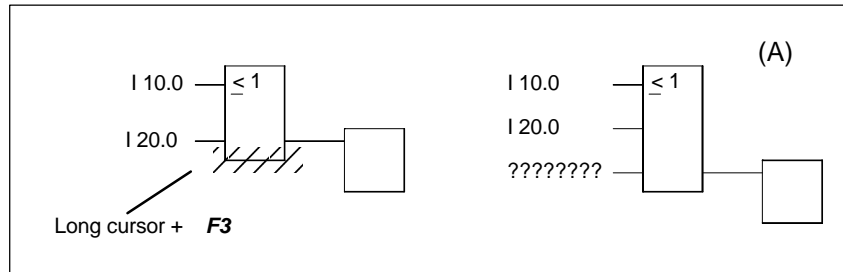 (A)
I 10.0
≤ 1
I 20.0
Long cursor + F3
I 10.0
≤ 1
I 20.0
????????